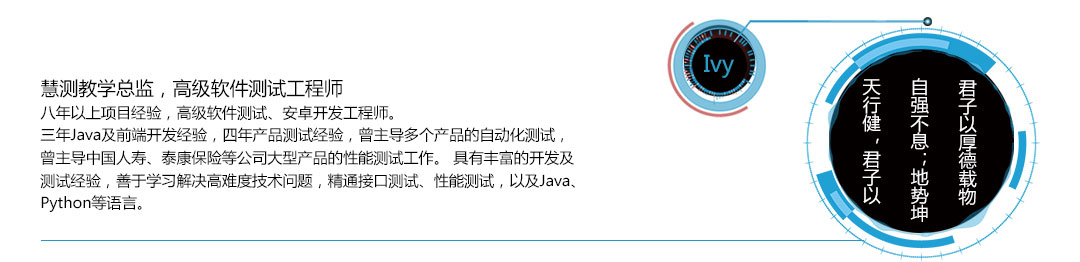 慧测教学总监，高级软件测试工程师
八年以上项目经验，高级软件测试、安卓开发工程师。
三年Java及前端开发经验，四年产品测试经验，曾主导多个产品的自动化测试，
曾主导中国人寿、泰康保险等公司大型产品的性能测试工作。 具有丰富的开发及
测试经验，善于学习解决高难度技术问题，精通接口测试、性能测试，以及Java、
Python等语言。
Ivy
天行健，君子以
自强不息；地势坤
君子以厚德载物